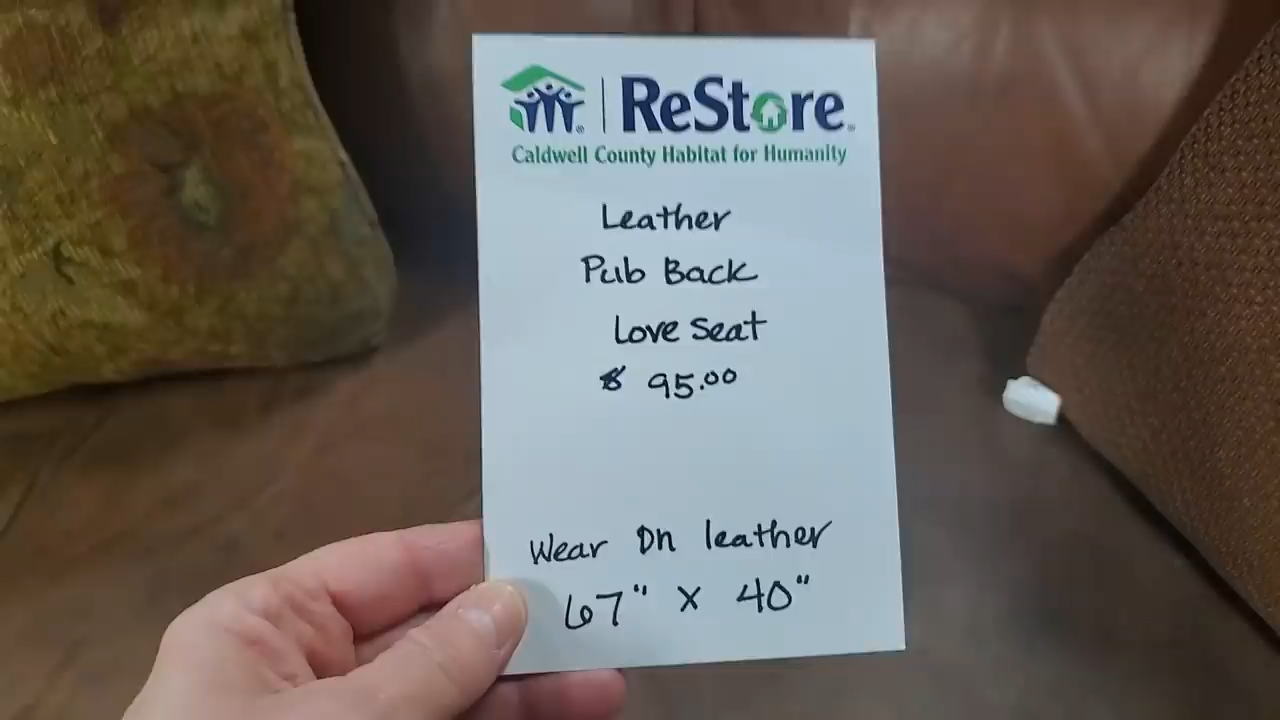 ReStore
Caldwell County Habitat for Humanity
Leather
Pub Back
Love Seat
$ 95.00
Wear On leather
67" x 40"